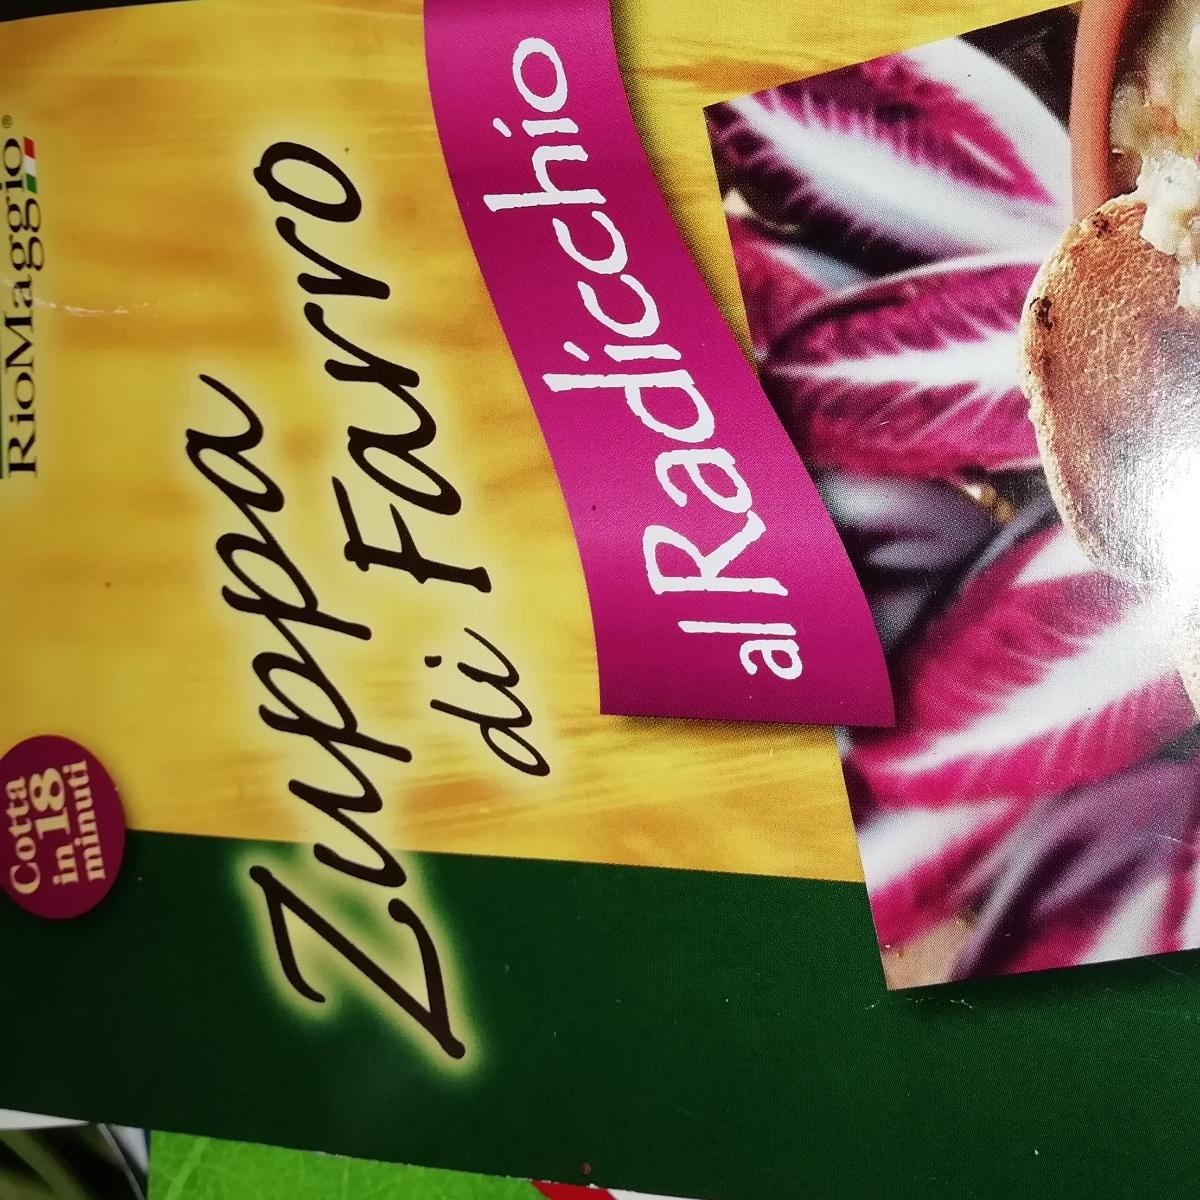 RioMaggio®
Cotta
in 18
minuti
Zuppa
di Farro
al Radicchio